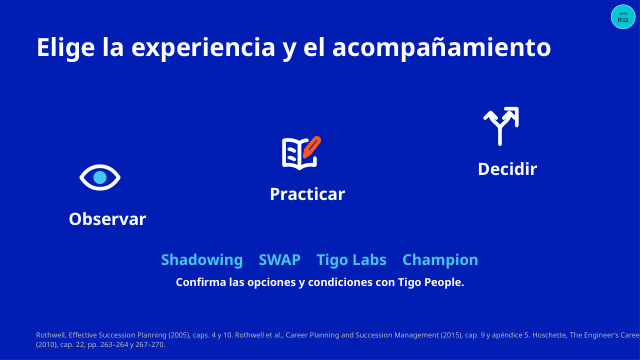 R11
Elige la experiencia y el acompañamiento
Decidir
Practicar
Observar
Shadowing SWAP Tigo Labs Champion
Confirma las opciones y condiciones con Tigo People.
Rothwell, Effective Succession Planning (2005), caps. 4 y 10. Rothwell et al., Career Planning and Succession Management (2015), cap. 9 y apéndice 5. Hoschette, The Engineer's Caree
(2010), cap. 22, pp. 263–264 y 267–270.